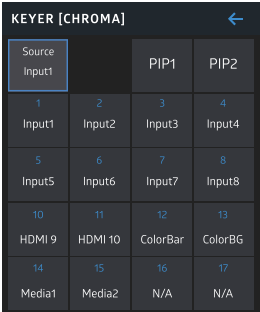 KEYER [CHROMA]
Source
Input1
PIP1
PIP2
1
2
3
4
Input1
Input2
Input3
Input4
5
6
7
8
Input5
Input6
Input7
Input8
10
11
12
13
HDMI 9
HDMI 10
ColorBar
ColorBG
14
15
16
17
Media1
Media2
N/A
N/A